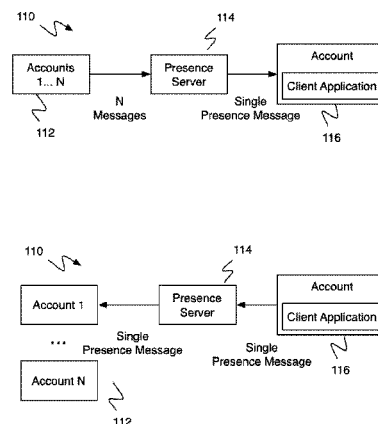 110
114
Accounts
1... N
Presence
Server
Account
Client Application
N
Messages
Single
Presence Message
112
116
110
114
Account 1
Presence
Server
Account
Client Application
...
Single
Presence Message
Single
Presence Message
116
Account N
112